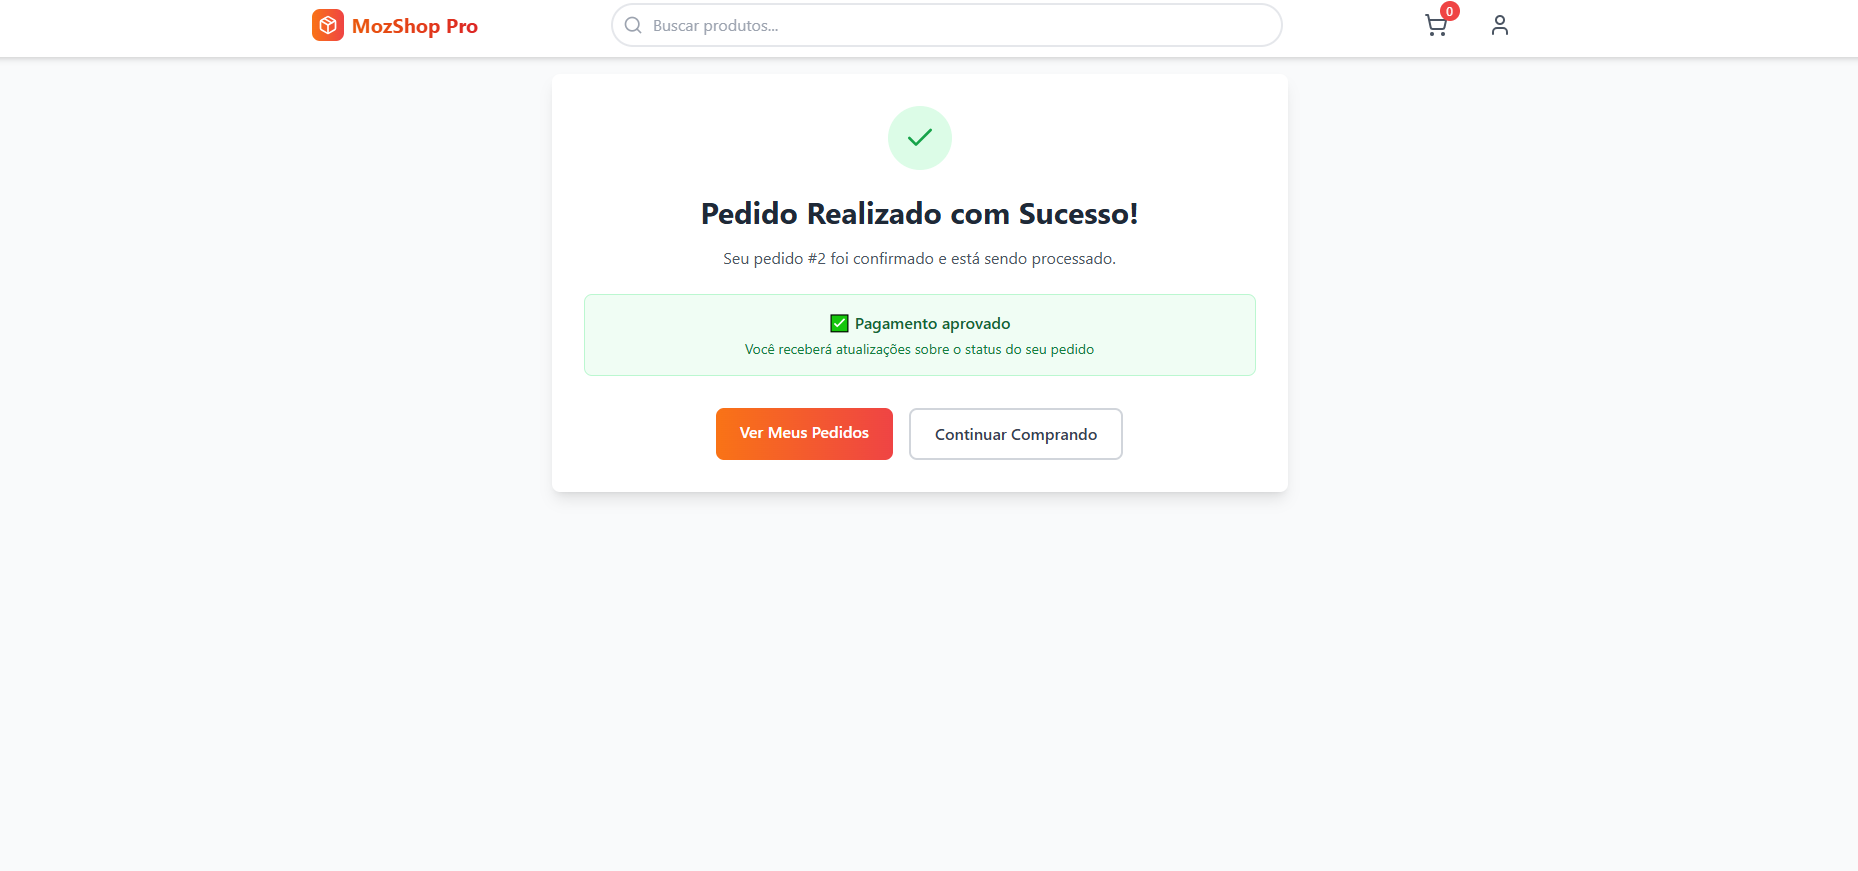 MozShop Pro
Buscar produtos...
0
Pedido Realizado com Sucesso!
Seu pedido #2 foi confirmado e está sendo processado.
✅ Pagamento aprovado
Você receberá atualizações sobre o status do seu pedido
Ver Meus Pedidos
Continuar Comprando